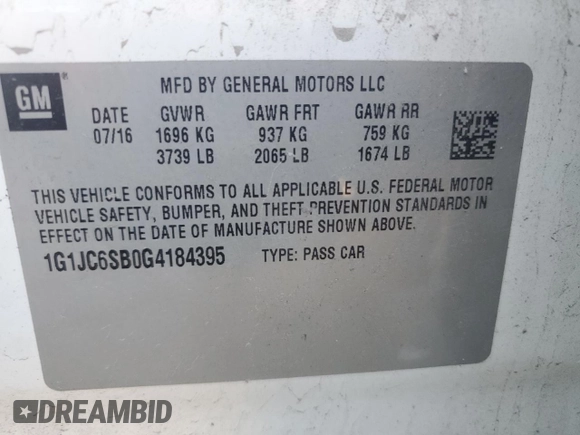 GM
MFD BY GENERAL MOTORS LLC
DATE GVWR GAWR FRT GAWR RR
07/16 1696 KG 937 KG 759 KG
3739 LB 2065 LB 1674 LB
THIS VEHICLE CONFORMS TO ALL APPLICABLE U.S. FEDERAL MOTOR
VEHICLE SAFETY, BUMPER, AND THEFT PREVENTION STANDARDS IN
EFFECT ON THE DATE OF MANUFACTURE SHOWN ABOVE.
1G1JC6SB0G4184395 TYPE: PASS CAR
DREAMBID